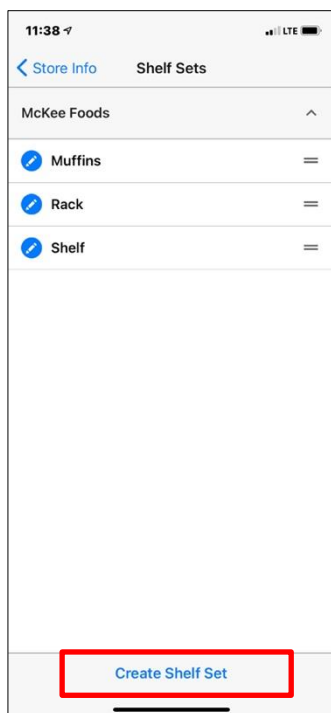 11:38
LTE
Store Info
Shelf Sets
McKee Foods
Muffins
Rack
Shelf
Create Shelf Set